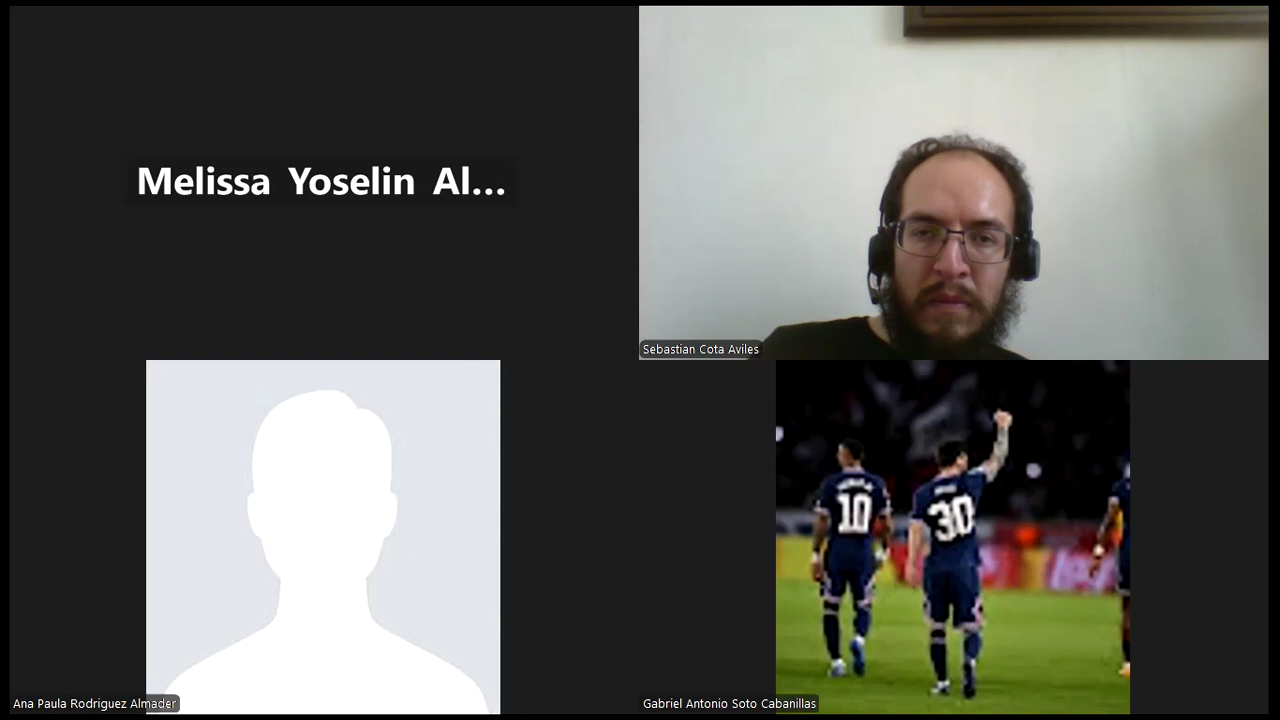 Melissa Yoselin Al...
Sebastian Cota Aviles
10
30
Ana Paula Rodriguez Almader
Gabriel Antonio Soto Cabanillas